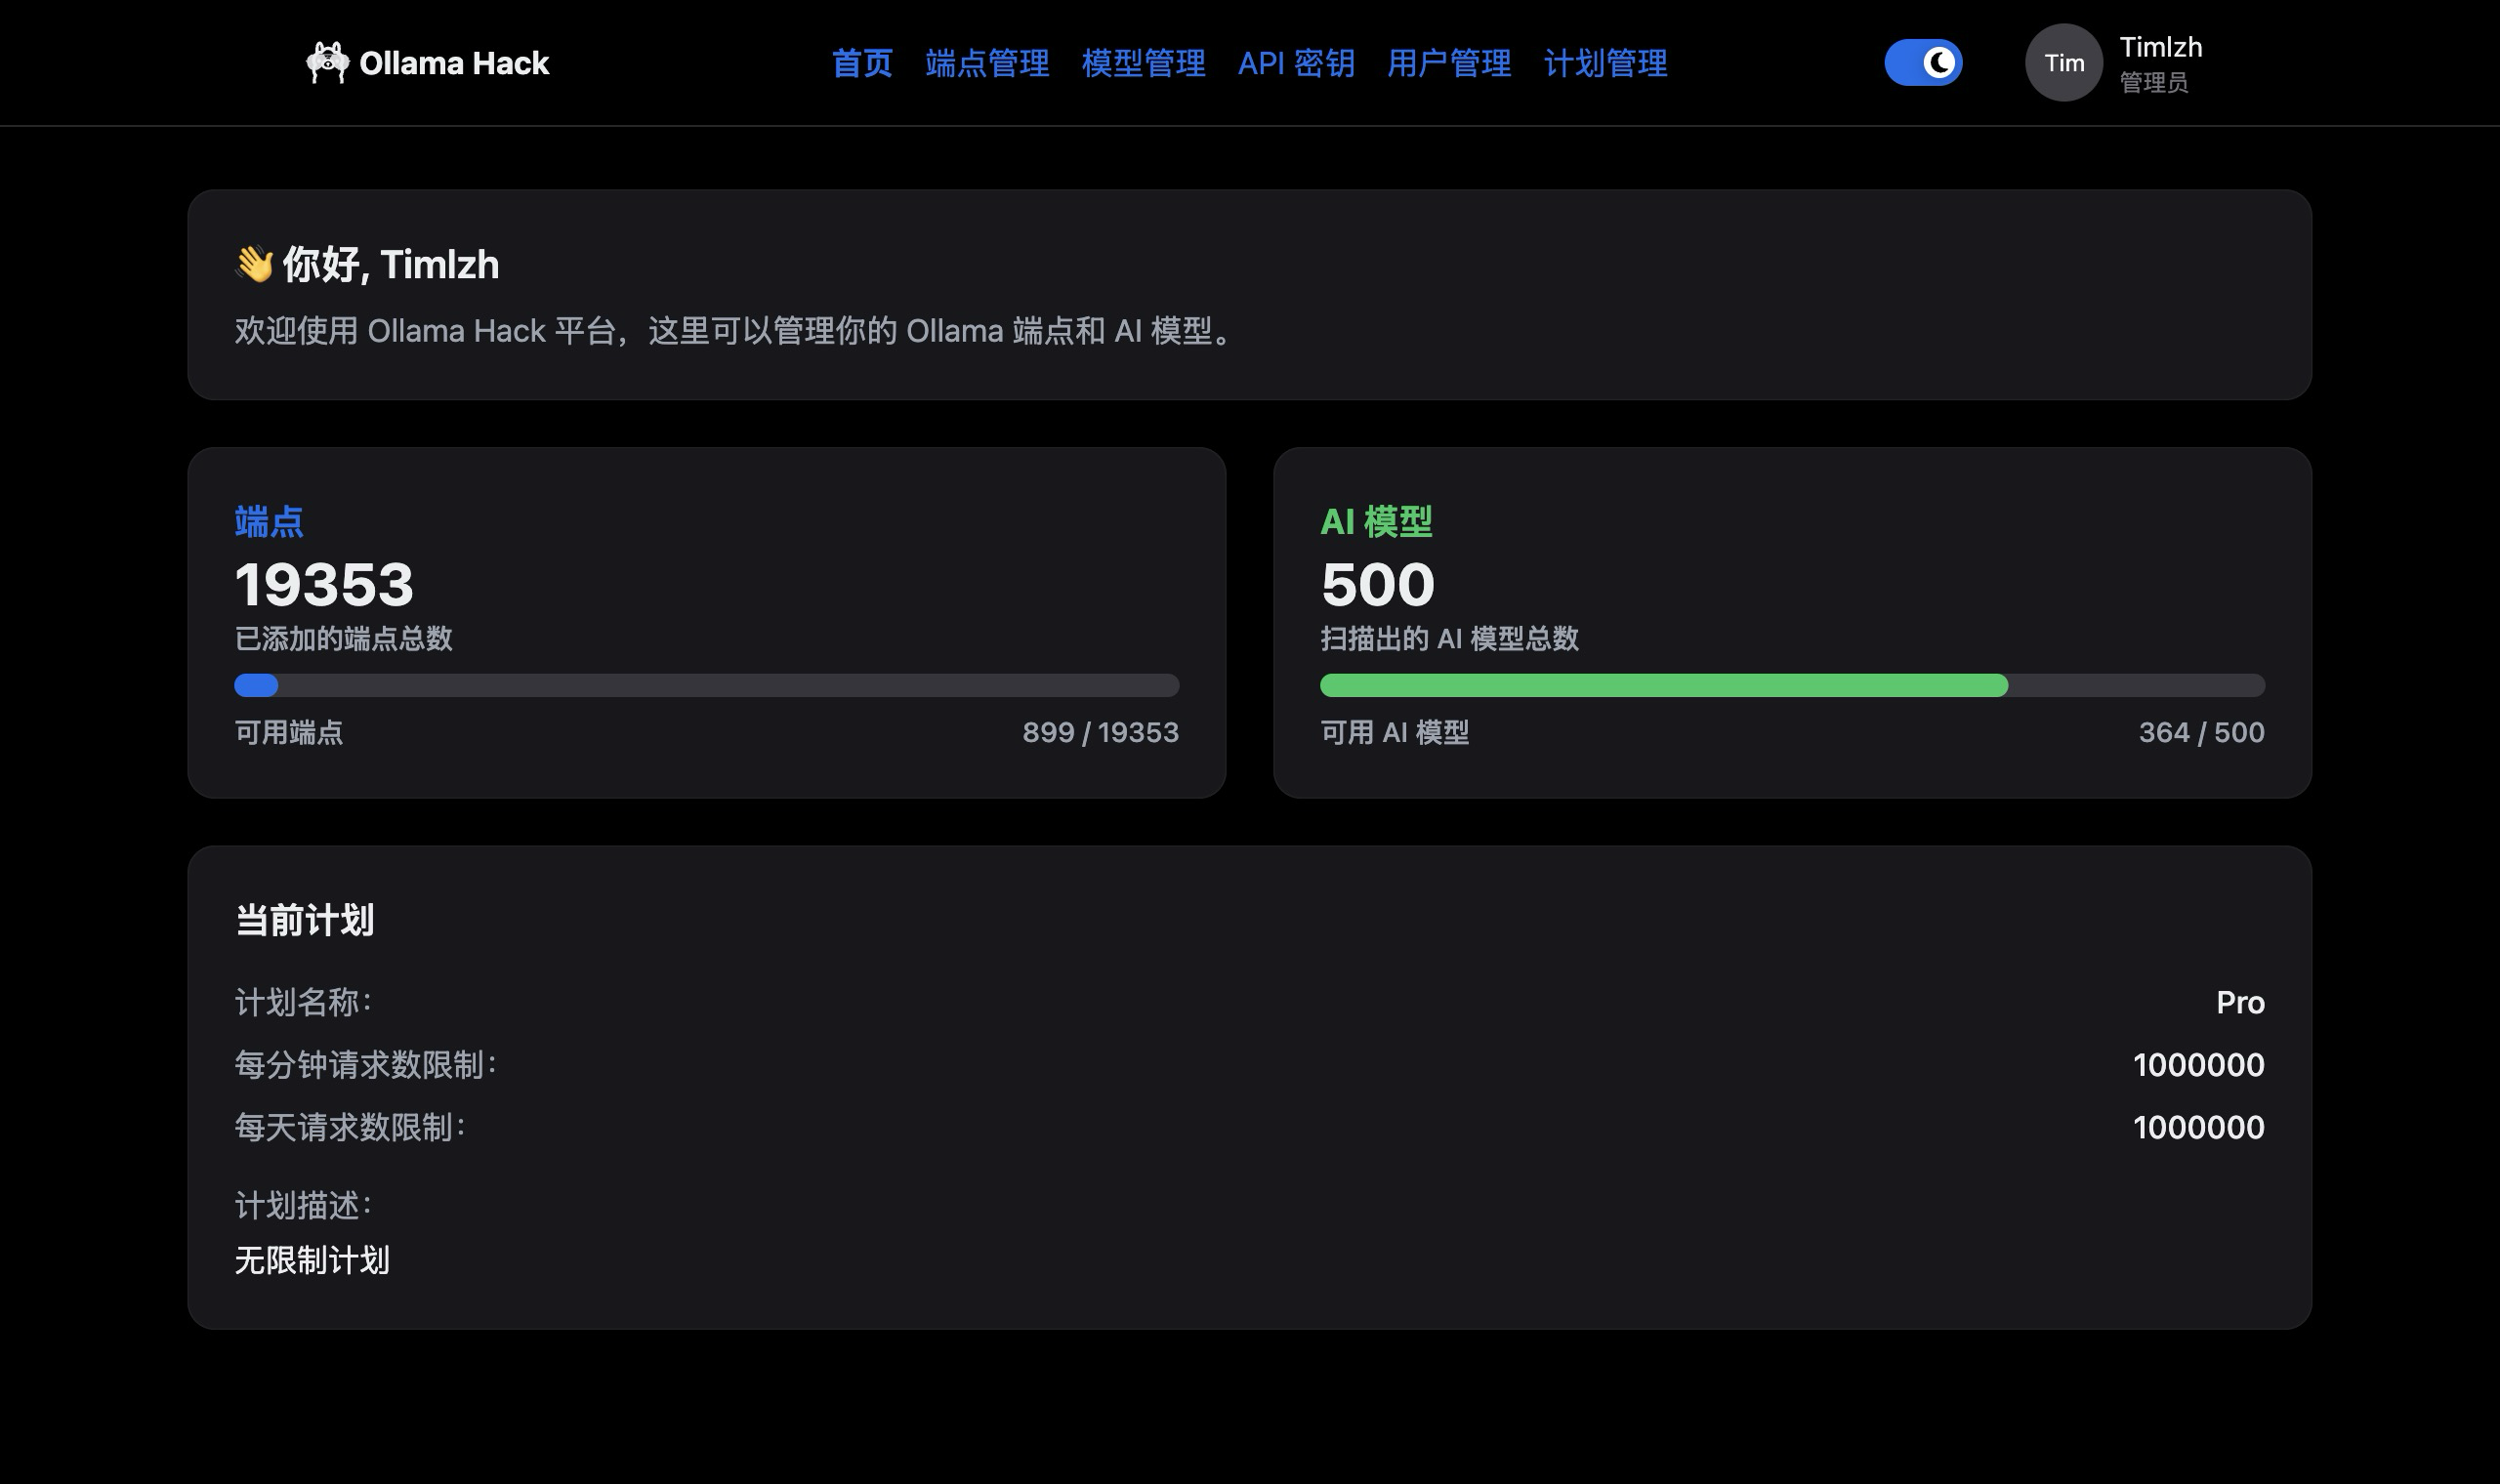 Ollama Hack
首页 端点管理 模型管理 API 密钥 用户管理 计划管理
Tim
Timlzh
管理员
👋 你好, Timlzh
欢迎使用 Ollama Hack 平台，这里可以管理你的 Ollama 端点和 AI 模型。
端点
19353
已添加的端点总数
可用端点 899 / 19353
AI 模型
500
扫描出的 AI 模型总数
可用 AI 模型 364 / 500
当前计划
计划名称： Pro
每分钟请求数限制： 1000000
每天请求数限制： 1000000
计划描述：
无限制计划